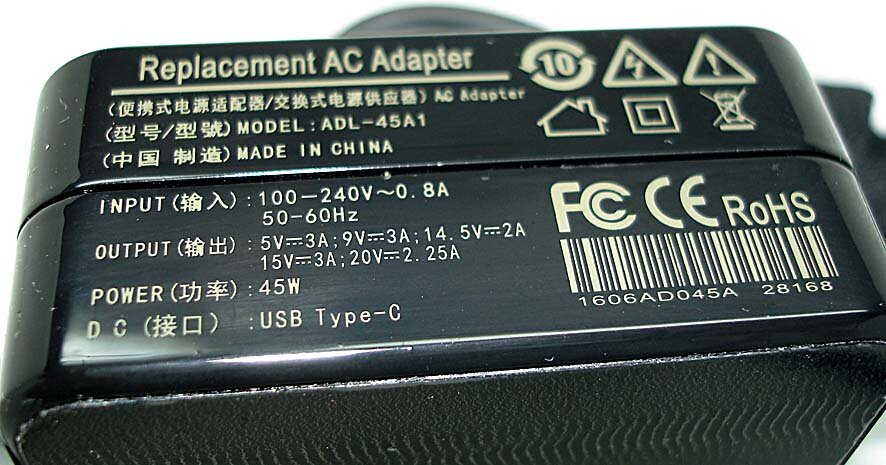 Replacement AC Adapter
10
(便携式电源适配器/交换式电源供应器) AC Adapter
(型号/型號) MODEL: ADL-45A1
(中国 制造) MADE IN CHINA
INPUT(输入) : 100-240V～0.8A
50-60Hz
OUTPUT(输出) : 5V⎓3A;9V⎓3A;14.5V⎓2A
15V⎓3A;20V⎓2.25A
POWER(功率) : 45W
DC (接口) : USB Type-C
FC CE RoHS
1606AD045A 28168